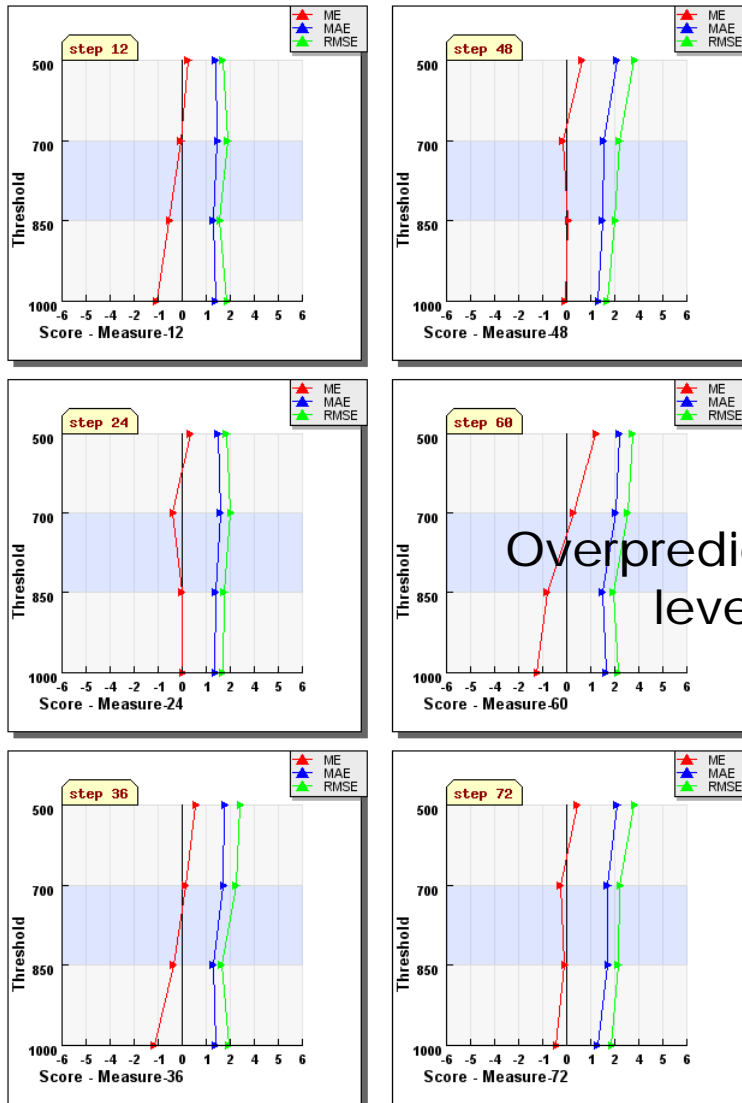 ME
MAE
RMSE
step 12
500
700
850
1000
Threshold
-6 -5 -4 -3 -2 -1 0 1 2 3 4 5 6
Score - Measure-12
ME
MAE
RMSE
step 48
500
700
850
1000
Threshold
-6 -5 -4 -3 -2 -1 0 1 2 3 4 5 6
Score - Measure-48
ME
MAE
RMSE
step 24
500
700
850
1000
Threshold
-6 -5 -4 -3 -2 -1 0 1 2 3 4 5 6
Score - Measure-24
ME
MAE
RMSE
step 60
500
700
850
1000
Threshold
-6 -5 -4 -3 -2 -1 0 1 2 3 4 5 6
Score - Measure-60
Overpredi
leve
ME
MAE
RMSE
step 36
500
700
850
1000
Threshold
-6 -5 -4 -3 -2 -1 0 1 2 3 4 5 6
Score - Measure-36
ME
MAE
RMSE
step 72
500
700
850
1000
Threshold
-6 -5 -4 -3 -2 -1 0 1 2 3 4 5 6
Score - Measure-72